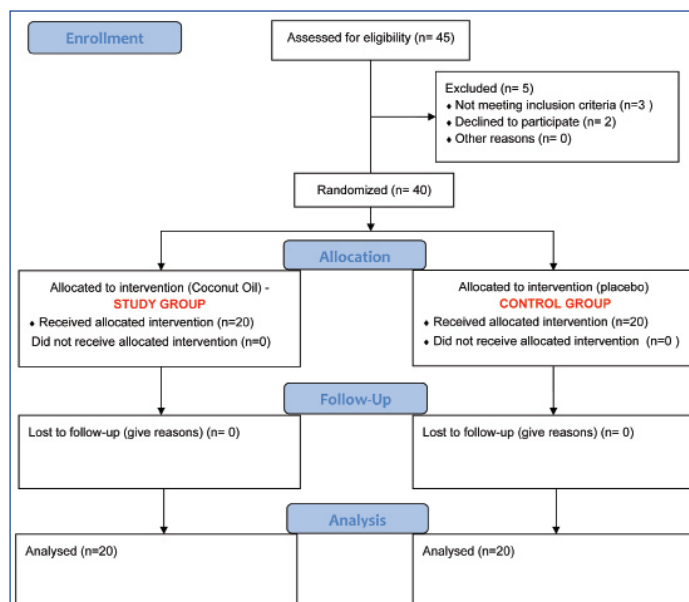 Enrollment
Assessed for eligibility (n= 45)
Excluded (n= 5)
♦ Not meeting inclusion criteria (n=3 )
♦ Declined to participate (n= 2)
♦ Other reasons (n= 0)
Randomized (n= 40)
Allocation
Allocated to intervention (Coconut Oil) -
STUDY GROUP
♦ Received allocated intervention (n=20)
Did not receive allocated intervention (n=0)
Allocated to intervention (placebo)
CONTROL GROUP
♦ Received allocated intervention (n=20)
♦ Did not receive allocated intervention (n=0 )
Follow-Up
Lost to follow-up (give reasons) (n= 0)
Lost to follow-up (give reasons) (n= 0)
Analysis
Analysed (n=20)
Analysed (n=20)